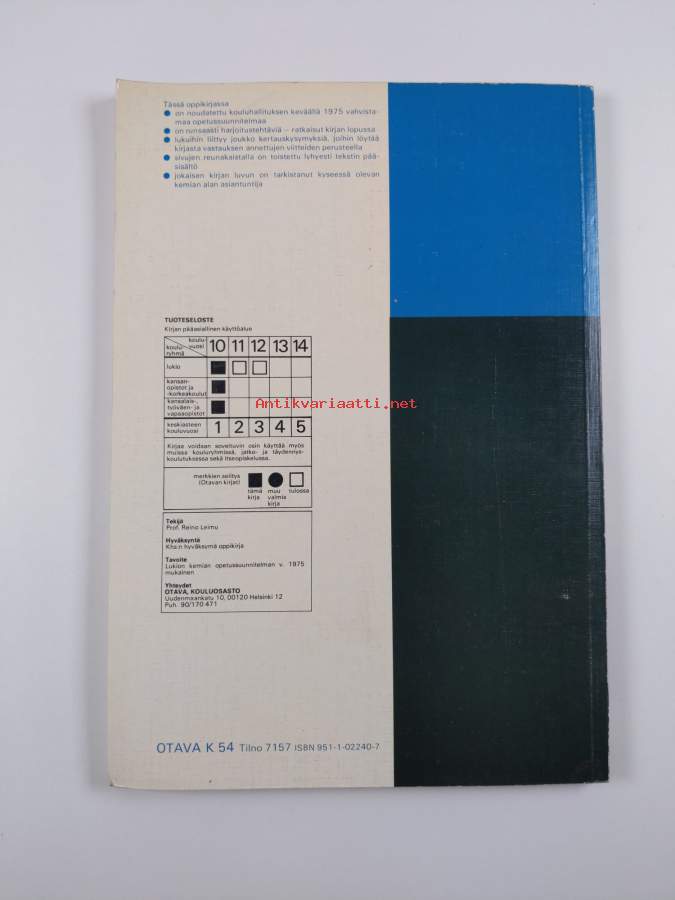 Tässä oppikirjassa
● on noudatettu kouluhallituksen keväällä 1975 vahvista-
maa opetussuunnitelmaa
● on runsaasti harjoitustehtäviä – ratkaisut kirjan lopussa
● lukuihin liittyy joukko kertauskysymyksiä, joihin löytää
kirjasta vastauksen annettujen viitteiden perusteella
● sivujen reunakaistalla on toistettu lyhyesti tekstin pää-
sisältö
● jokaisen kirjan luvun on tarkistanut kyseessä olevan
kemian alan asiantuntija
TUOTESELOSTE
Kirjan pääasiallinen käyttöalue
koulu-
vuosi
koulu-
ryhmä
10 11 12 13 14
lukio
kansan-
opistot ja
-korkeakoulut
kansalais-,
työväen- ja
vapaaopistot
keskiasteen
kouluvuosi
1 2 3 4 5
Kirjaa voidaan soveltuvin osin käyttää myös
muissa kouluryhmissä, jatko- ja täydennys-
koulutuksessa sekä itseopiskelussa.
merkkien selitys
(Otavan kirjat)
tämä
kirja
muu
valmis
kirja
tulossa
Tekijä
Prof. Reino Leimu
Hyväksyntä
Kh:n hyväksymä oppikirja
Tavoite
Lukion kemian opetussuunnitelman v. 1975
mukainen
Yhteydet
OTAVA, KOULUOSASTO
Uudenmaankatu 10, 00120 Helsinki 12
Puh. 90/170 471
OTAVA K 54 Tilno 7157 ISBN 951-1-02240-7
Antikvariaatti.net